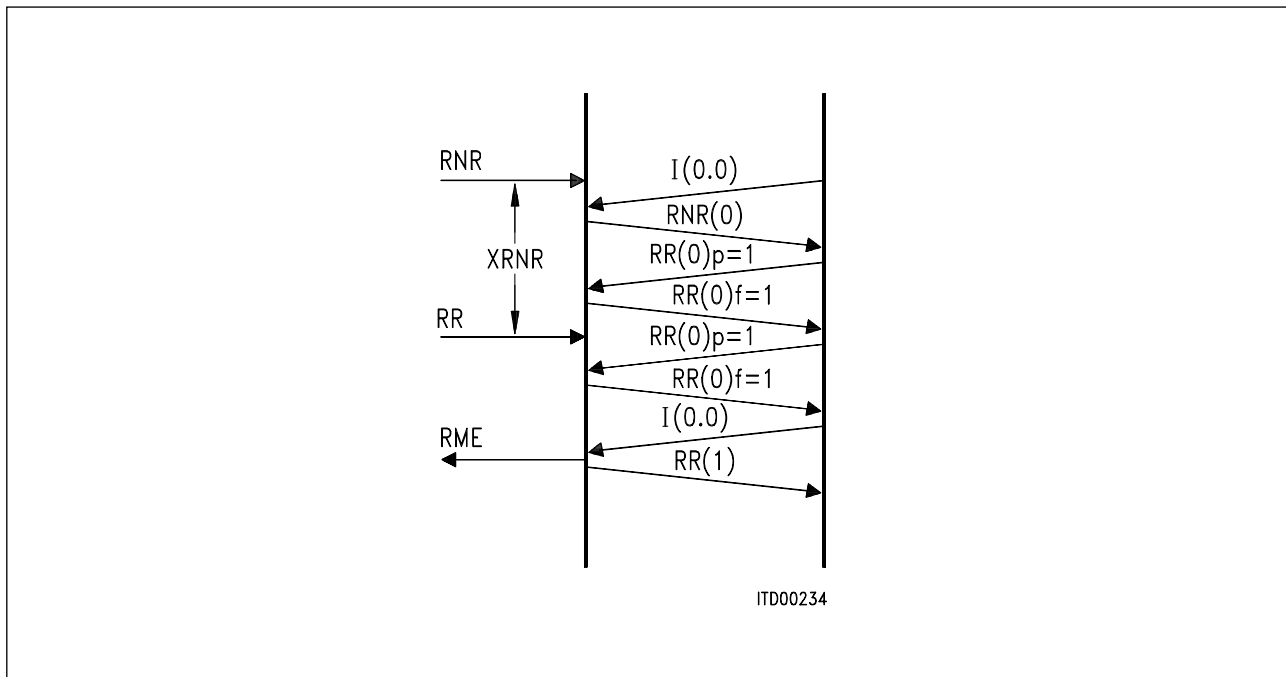 RNR
I(0.0)
RNR(0)
XRNR
RR(0)p=1
RR(0)f=1
RR
RR(0)p=1
RR(0)f=1
I(0.0)
RME
RR(1)
ITD00234